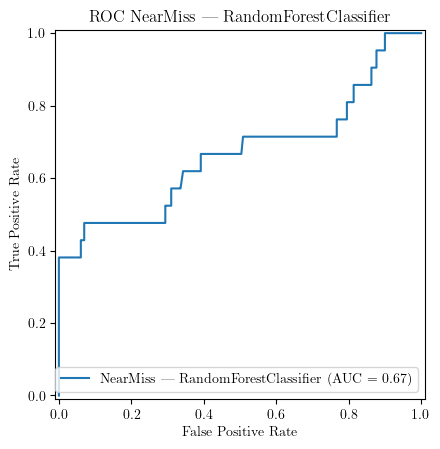 ROC NearMiss — RandomForestClassifier
1.0
0.8
0.6
0.4
0.2
0.0
True Positive Rate
NearMiss — RandomForestClassifier (AUC = 0.67)
0.0 0.2 0.4 0.6 0.8 1.0
False Positive Rate